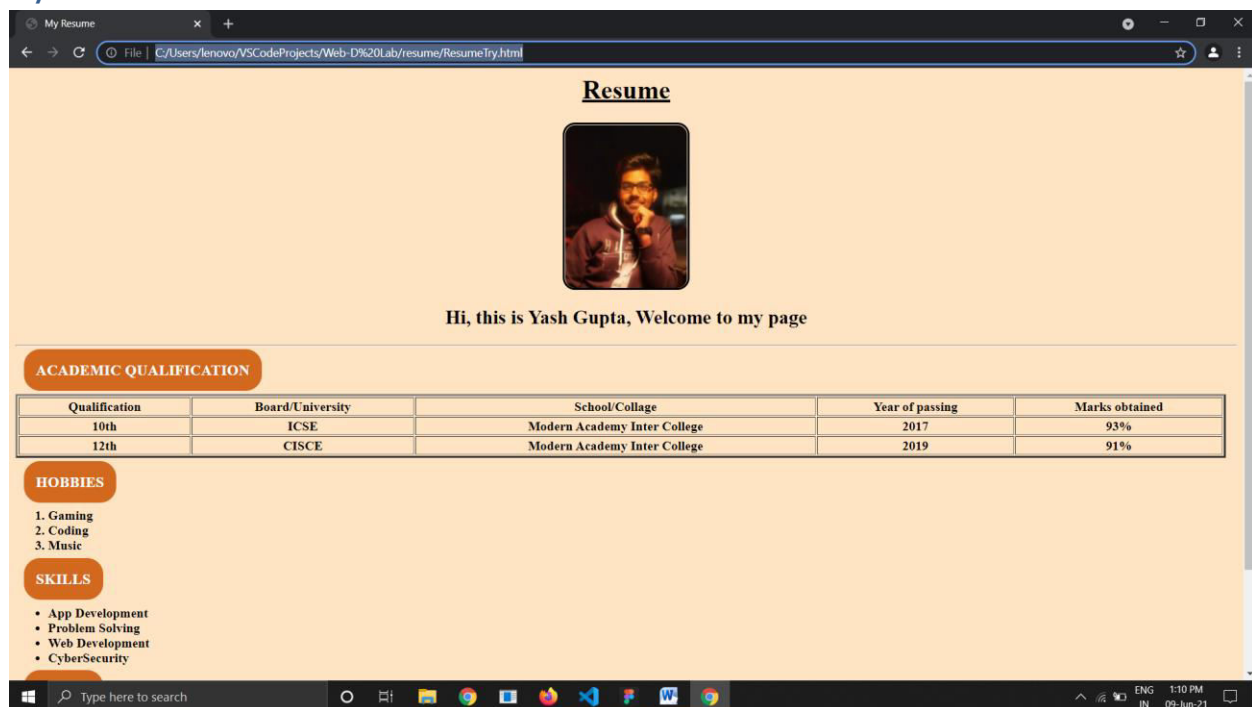 My Resume
File C:/Users/lenovo/VSCodeProjects/Web-D%20Lab/resume/ResumeTry.html
Resume
Hi, this is Yash Gupta, Welcome to my page
ACADEMIC QUALIFICATION
Qualification Board/University School/Collage Year of passing Marks obtained
10th ICSE Modern Academy Inter College 2017 93%
12th CISCE Modern Academy Inter College 2019 91%
HOBBIES
1. Gaming
2. Coding
3. Music
SKILLS
• App Development
• Problem Solving
• Web Development
• CyberSecurity
Type here to search
ENG 1:10 PM
IN 09-Jun-21